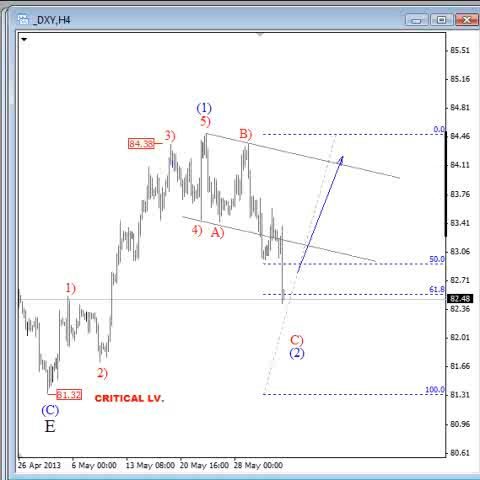 _DXY,H4
85.51
85.16
(1)
84.81
5)
3)
B)
0.0
84.46
84.38
84.11
83.76
4)
A)
83.41
83.06
50.0
1)
82.71
61.8
82.48
82.36
C)
(2)
82.01
2)
81.66
81.32
CRITICAL LV.
100.0
81.31
(C)
E
80.96
80.61
26 Apr 2013
6 May 00:00
13 May 08:00
20 May 16:00
28 May 00:00